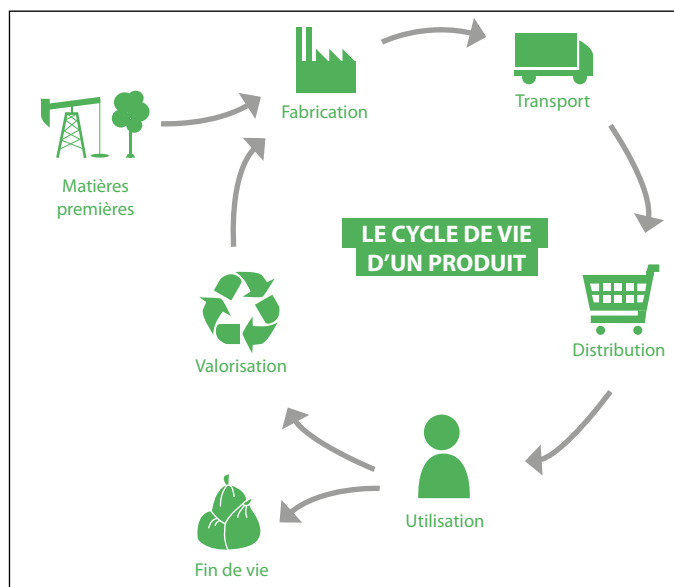 Fabrication
Transport
Matières
premières
LE CYCLE DE VIE
D'UN PRODUIT
Distribution
Valorisation
Utilisation
Fin de vie